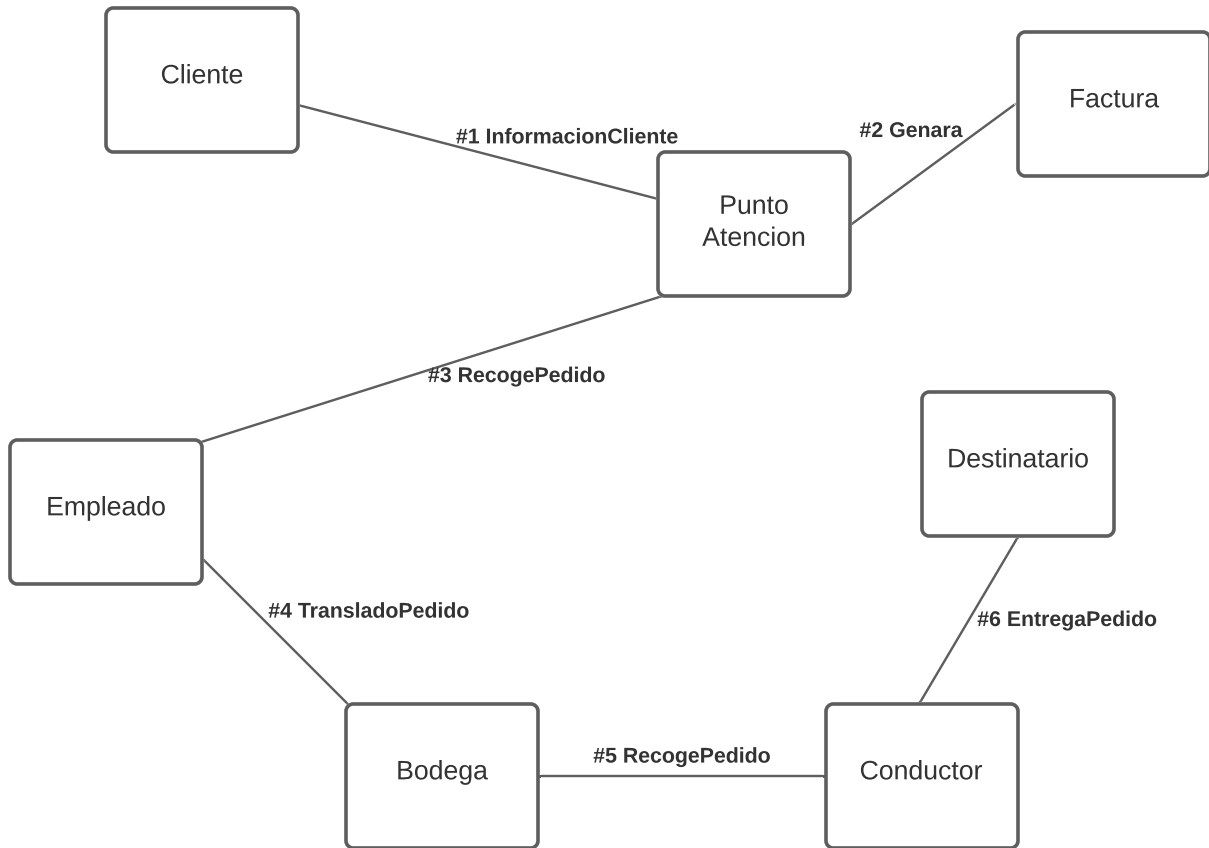 Cliente
Factura
#1 InformacionCliente
#2 Genara
Punto
Atencion
#3 RecogePedido
Destinatario
Empleado
#4 TransladoPedido
#6 EntregaPedido
#5 RecogePedido
Bodega
Conductor